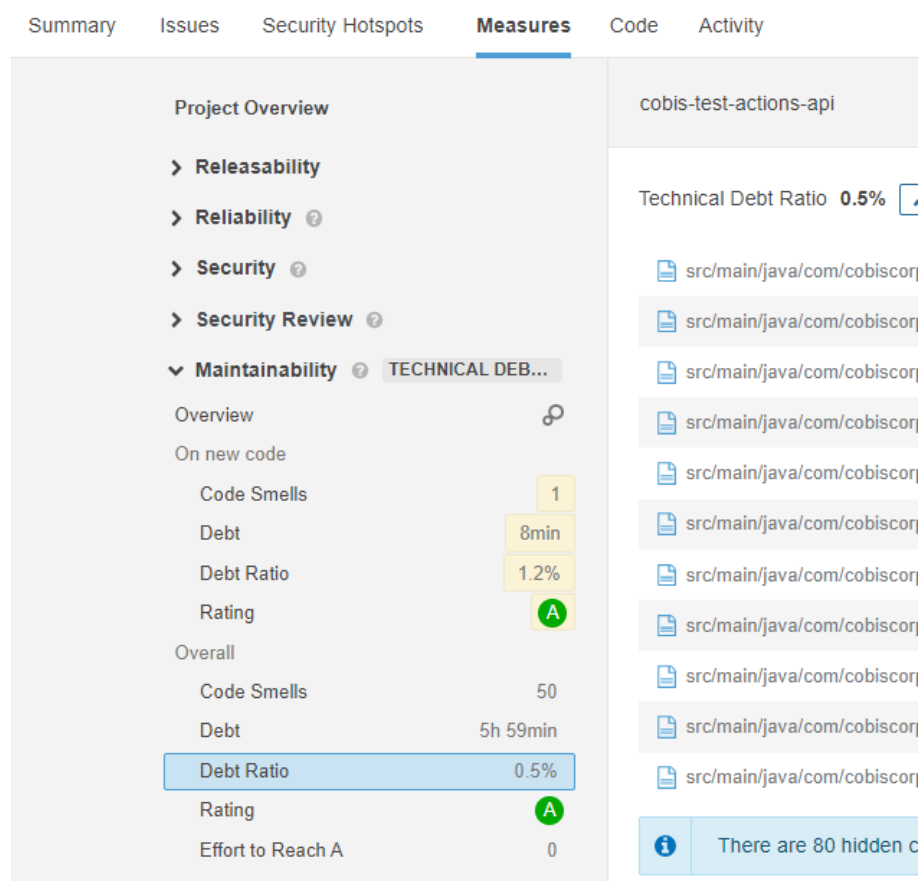 Summary Issues Security Hotspots Measures Code Activity
Project Overview
Releasability
Reliability
Security
Security Review
Maintainability TECHNICAL DEB...
Overview
On new code
Code Smells 1
Debt 8min
Debt Ratio 1.2%
Rating A
Overall
Code Smells 50
Debt 5h 59min
Debt Ratio 0.5%
Rating A
Effort to Reach A 0
cobis-test-actions-api
Technical Debt Ratio 0.5%
src/main/java/com/cobiscorp
src/main/java/com/cobiscorp
src/main/java/com/cobiscorp
src/main/java/com/cobiscorp
src/main/java/com/cobiscorp
src/main/java/com/cobiscorp
src/main/java/com/cobiscorp
src/main/java/com/cobiscorp
src/main/java/com/cobiscorp
src/main/java/com/cobiscorp
src/main/java/com/cobiscorp
There are 80 hidden c